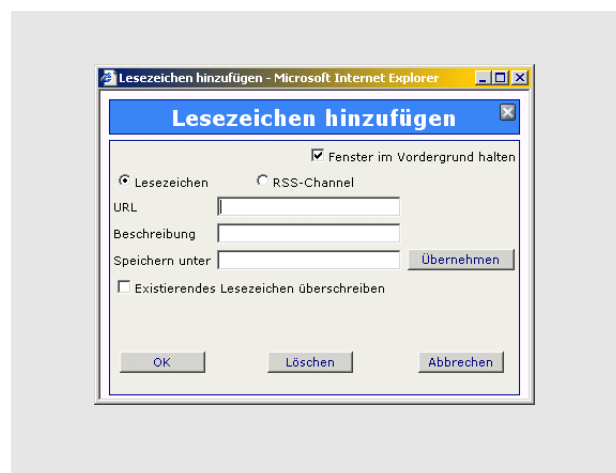 Lesezeichen hinzufügen - Microsoft Internet Explorer
Lesezeichen hinzufügen
Fenster im Vordergrund halten
Lesezeichen RSS-Channel
URL
Beschreibung
Speichern unter Übernehmen
Existierendes Lesezeichen überschreiben
OK Löschen Abbrechen